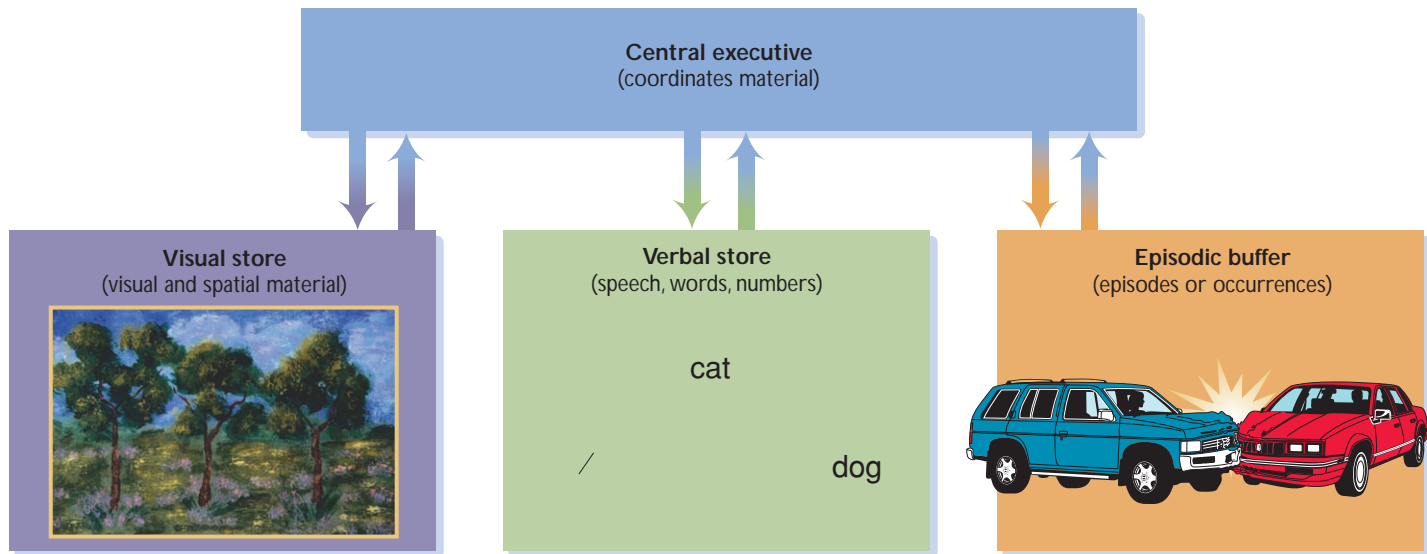 Central executive
(coordinates material)
Visual store
(visual and spatial material)
Verbal store
(speech, words, numbers)
cat
/
dog
Episodic buffer
(episodes or occurrences)